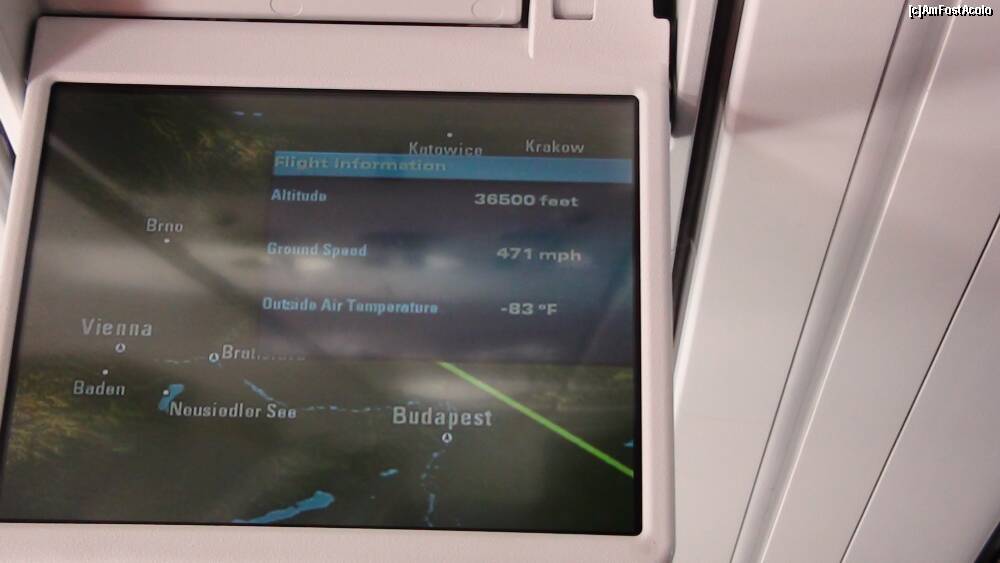 [c]AmFostAcolo
Katowice
Krakow
Flight Information
Altitude 36500 feet
Brno
Ground Speed 471 mph
Outside Air Temperature -83 °F
Vienna
Baden
Neusiedler See
Budapest